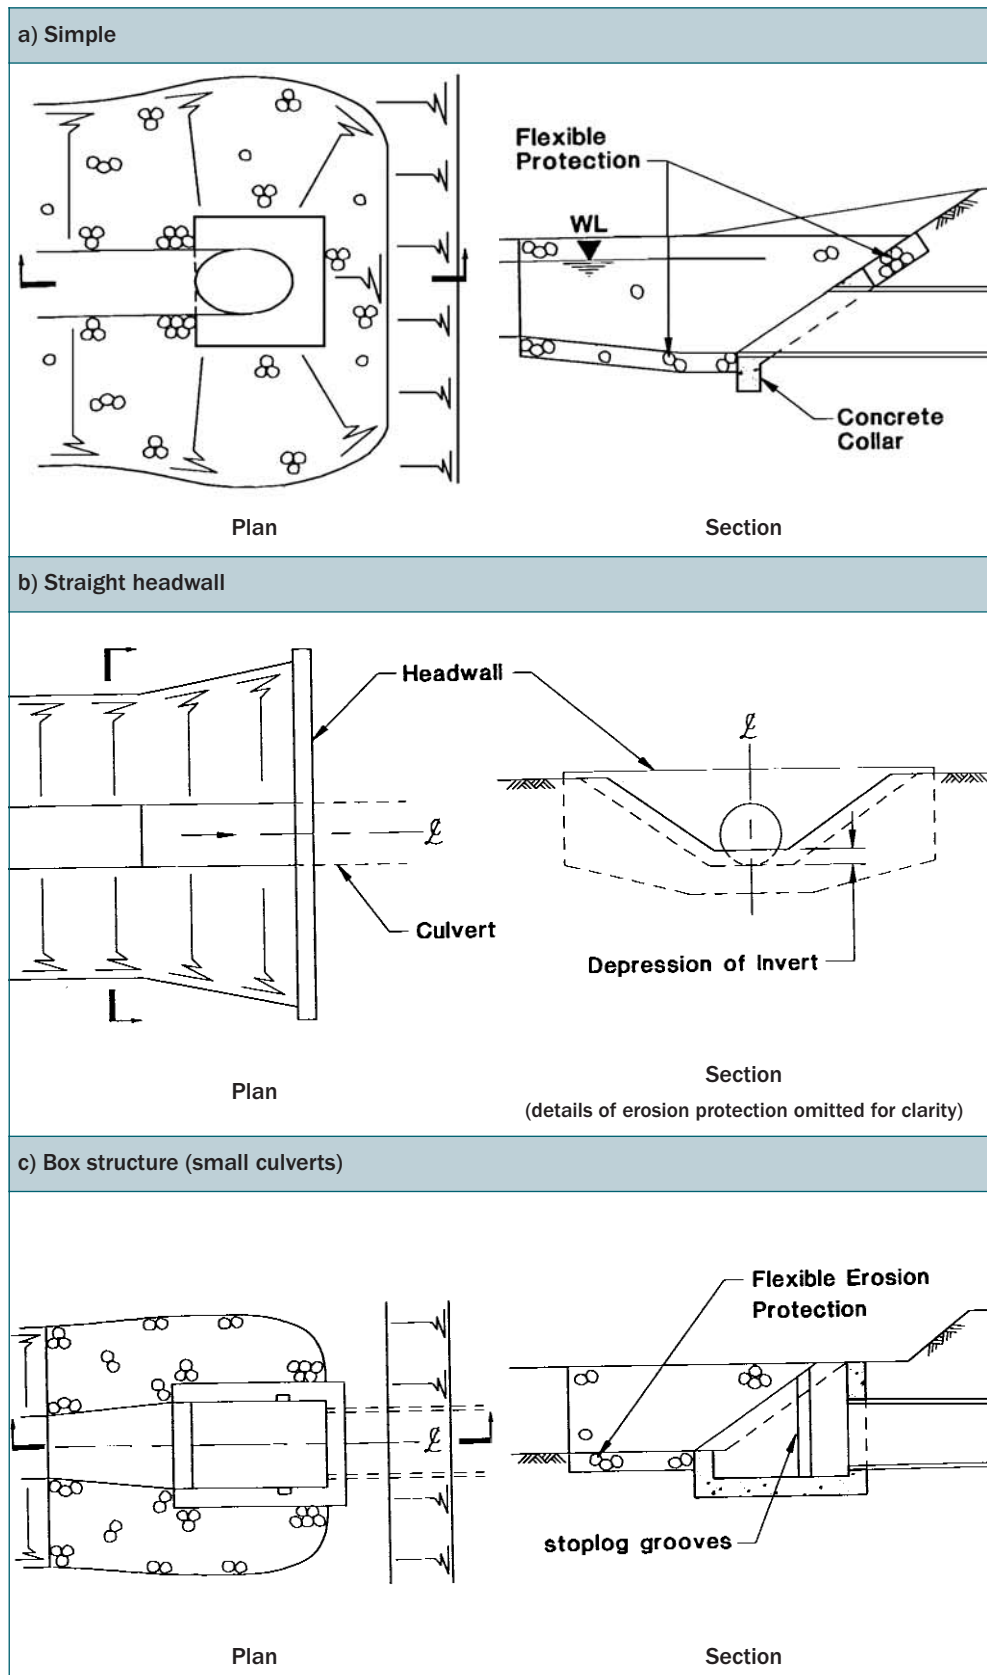 a) Simple
Flexible
Protection
WL
Concrete
Collar
Plan
Section
b) Straight headwall
Headwall
℄
℄
Culvert
Depression of Invert
Plan
Section
(details of erosion protection omitted for clarity)
c) Box structure (small culverts)
Flexible Erosion
Protection
℄
stoplog grooves
Plan
Section